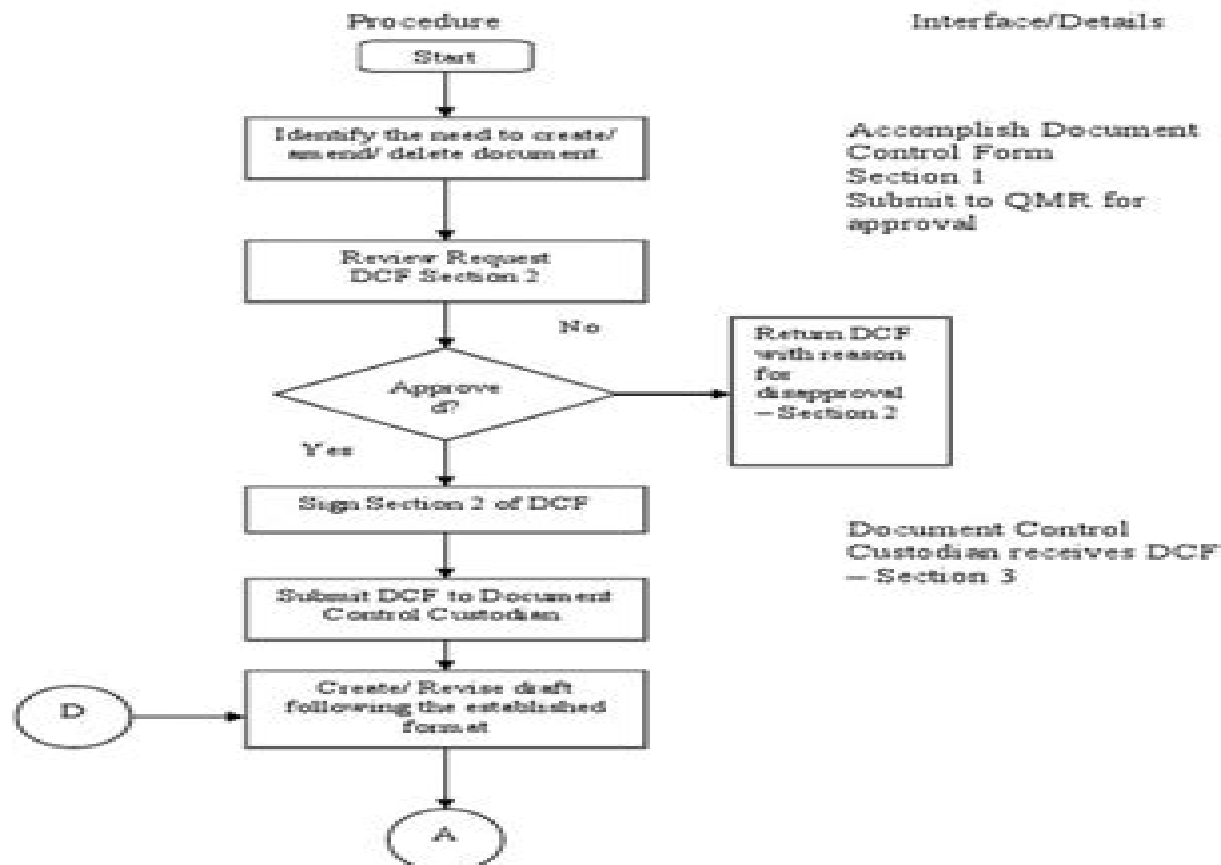 Procedure
Interface/Details
Start
Identify the need to create/
amend/ delete document
Accomplish Document
Control Form
Section 1
Submit to QMR for
approval
Review Request
DCF Section 2
No
Return DCF
with reason
for
disapproval
– Section 2
Approve
d?
Yes
Sign Section 2 of DCF
Document Control
Custodian receives DCF
– Section 3
Submit DCF to Document
Control Custodian
Create/ Revise draft
following the established
format
D
A